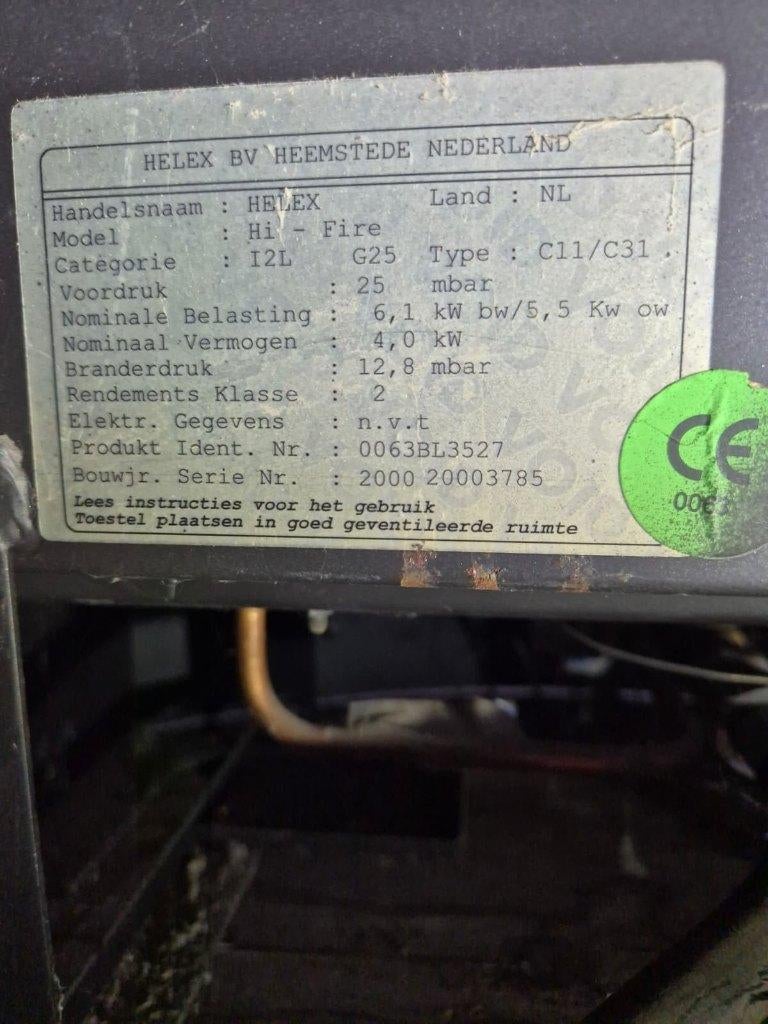 HELEX BV HEEMSTEDE NEDERLAND
Handelsnaam : HELEX Land : NL
Model : Hi - Fire
Categorie : I2L G25 Type : C11/C31 .
Voordruk : 25 mbar
Nominale Belasting : 6,1 kW bw/5,5 Kw ow
Nominaal Vermogen : 4,0 kW
Branderdruk : 12,8 mbar
Rendements Klasse : 2
Elektr. Gegevens : n.v.t
Produkt Ident. Nr. : 0063BL3527
Bouwjr. Serie Nr. : 2000 20003785
Lees instructies voor het gebruik
Toestel plaatsen in goed geventileerde ruimte
CE